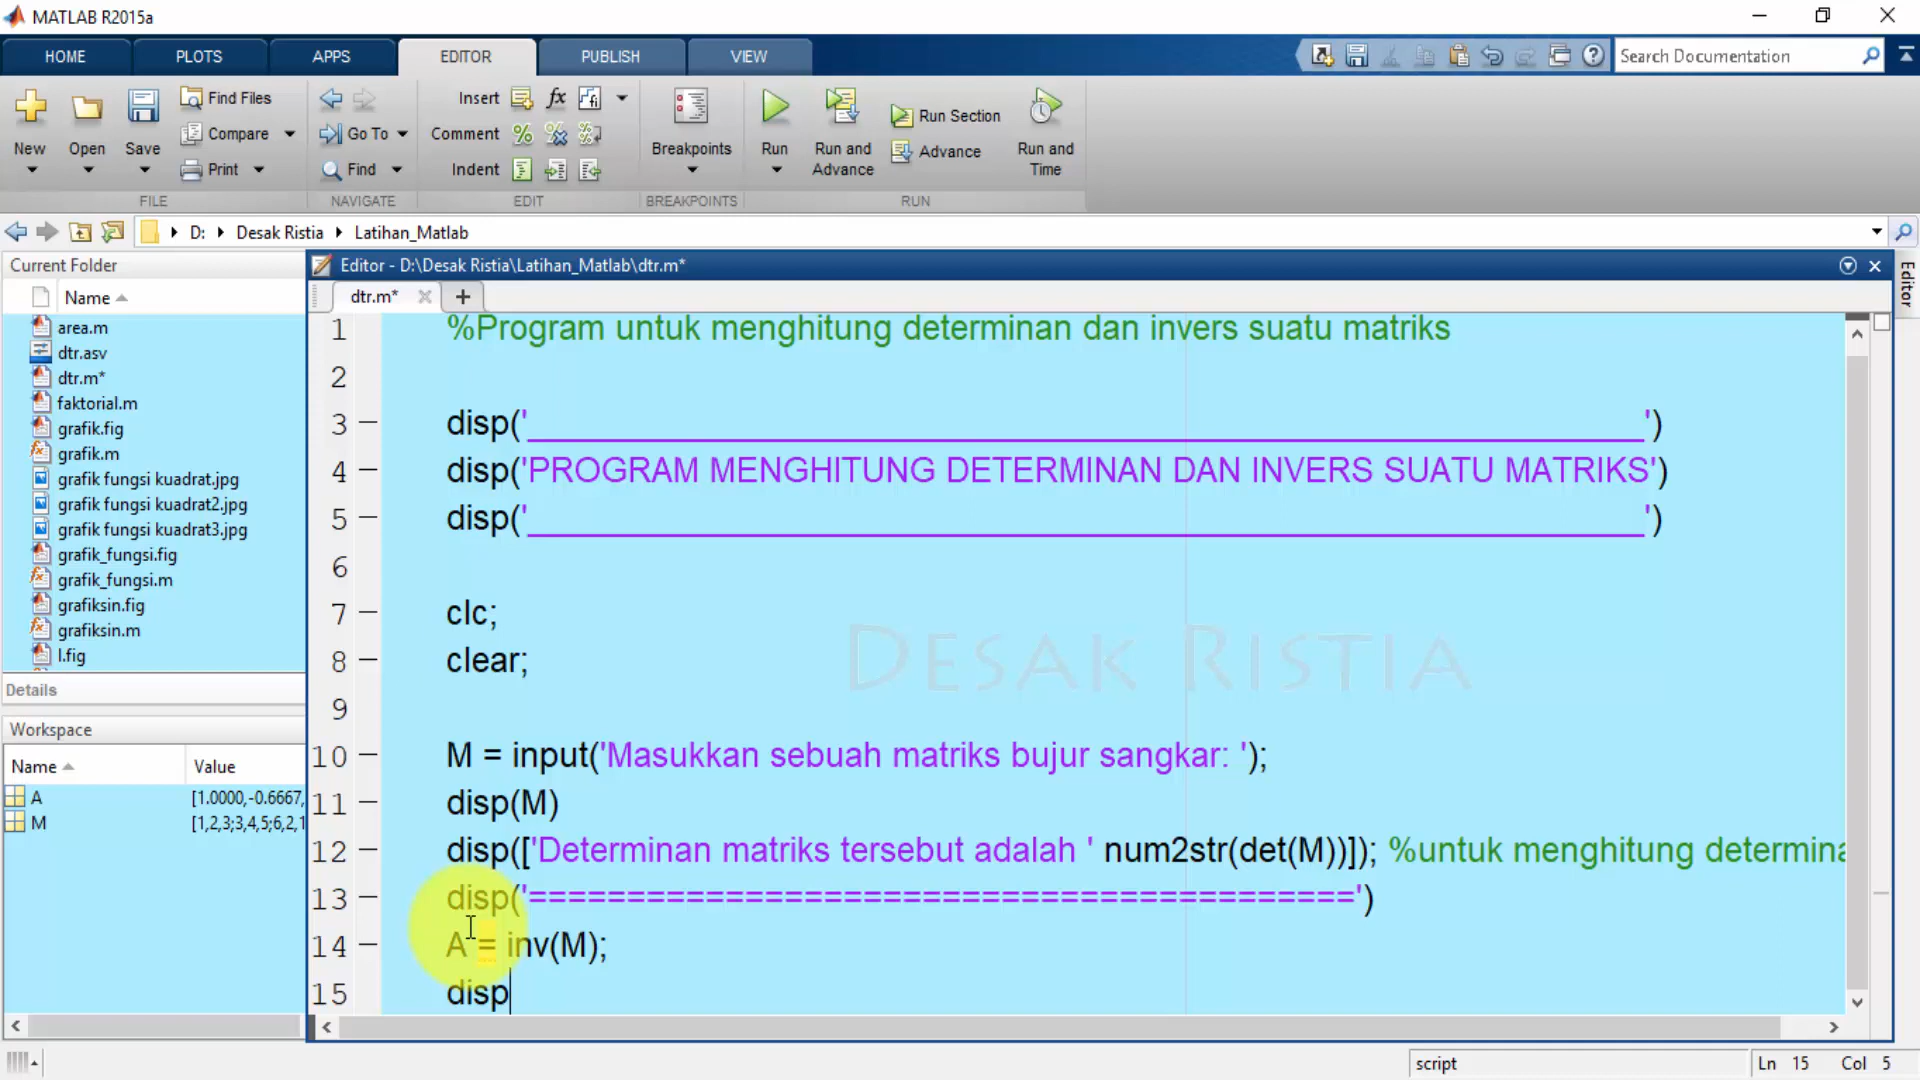 MATLAB R2015a
HOME PLOTS APPS EDITOR PUBLISH VIEW Search Documentation
New Open Save Find Files Compare Print
Go To Find
Insert fx
Comment
Indent
Breakpoints
Run Run and Advance Run Section Advance Run and Time
FILE NAVIGATE EDIT BREAKPOINTS RUN
D: Desak Ristia Latihan_Matlab
Current Folder
Name
area.m
dtr.asv
dtr.m*
faktorial.m
grafik.fig
grafik.m
grafik fungsi kuadrat.jpg
grafik fungsi kuadrat2.jpg
grafik fungsi kuadrat3.jpg
grafik_fungsi.fig
grafik_fungsi.m
grafiksin.fig
grafiksin.m
l.fig
Details
Workspace
Name Value
A [1.0000,-0.6667,
M [1,2,3;3,4,5;6,2,1
Editor - D:\Desak Ristia\Latihan_Matlab\dtr.m*
dtr.m*
Editor
1 %Program untuk menghitung determinan dan invers suatu matriks
2
3 disp('______________________________________________________')
4 disp('PROGRAM MENGHITUNG DETERMINAN DAN INVERS SUATU MATRIKS')
5 disp('______________________________________________________')
6
7 clc;
8 clear;
9
10 M = input('Masukkan sebuah matriks bujur sangkar: ');
11 disp(M)
12 disp(['Determinan matriks tersebut adalah ' num2str(det(M))]); %untuk menghitung determina
13 disp('==========================================')
14 A = inv(M);
15 disp
DESAK RISTIA
script Ln 15 Col 5